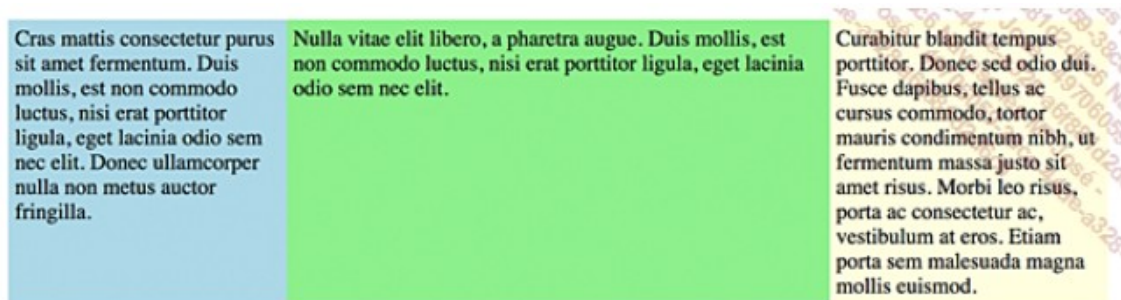 Cras mattis consectetur purus
sit amet fermentum. Duis
mollis, est non commodo
luctus, nisi erat porttitor
ligula, eget lacinia odio sem
nec elit. Donec ullamcorper
nulla non metus auctor
fringilla.
Nulla vitae elit libero, a pharetra augue. Duis mollis, est
non commodo luctus, nisi erat porttitor ligula, eget lacinia
odio sem nec elit.
Curabitur blandit tempus
porttitor. Donec sed odio dui.
Fusce dapibus, tellus ac
cursus commodo, tortor
mauris condimentum nibh, ut
fermentum massa justo sit
amet risus. Morbi leo risus,
porta ac consectetur ac,
vestibulum at eros. Etiam
porta sem malesuada magna
mollis euismod.